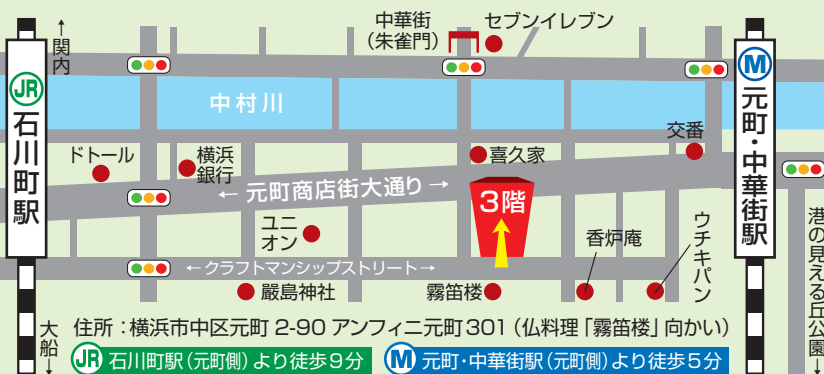 ↑関内
中華街
（朱雀門）
セブンイレブン
JR
石川町駅
M
元町・中華街駅
中村川
ドトール
横浜
銀行
喜久家
交番
← 元町商店街大通り →
3階
ユニ
オン
香炉庵
ウチキパン
港の見える丘公園→
←クラフトマンシップストリート→
厳島神社
霧笛楼
大船→
住所：横浜市中区元町 2-90 アンフィニ元町301（仏料理「霧笛楼」向かい）
JR 石川町駅（元町側）より徒歩9分
M 元町・中華街駅（元町側）より徒歩5分